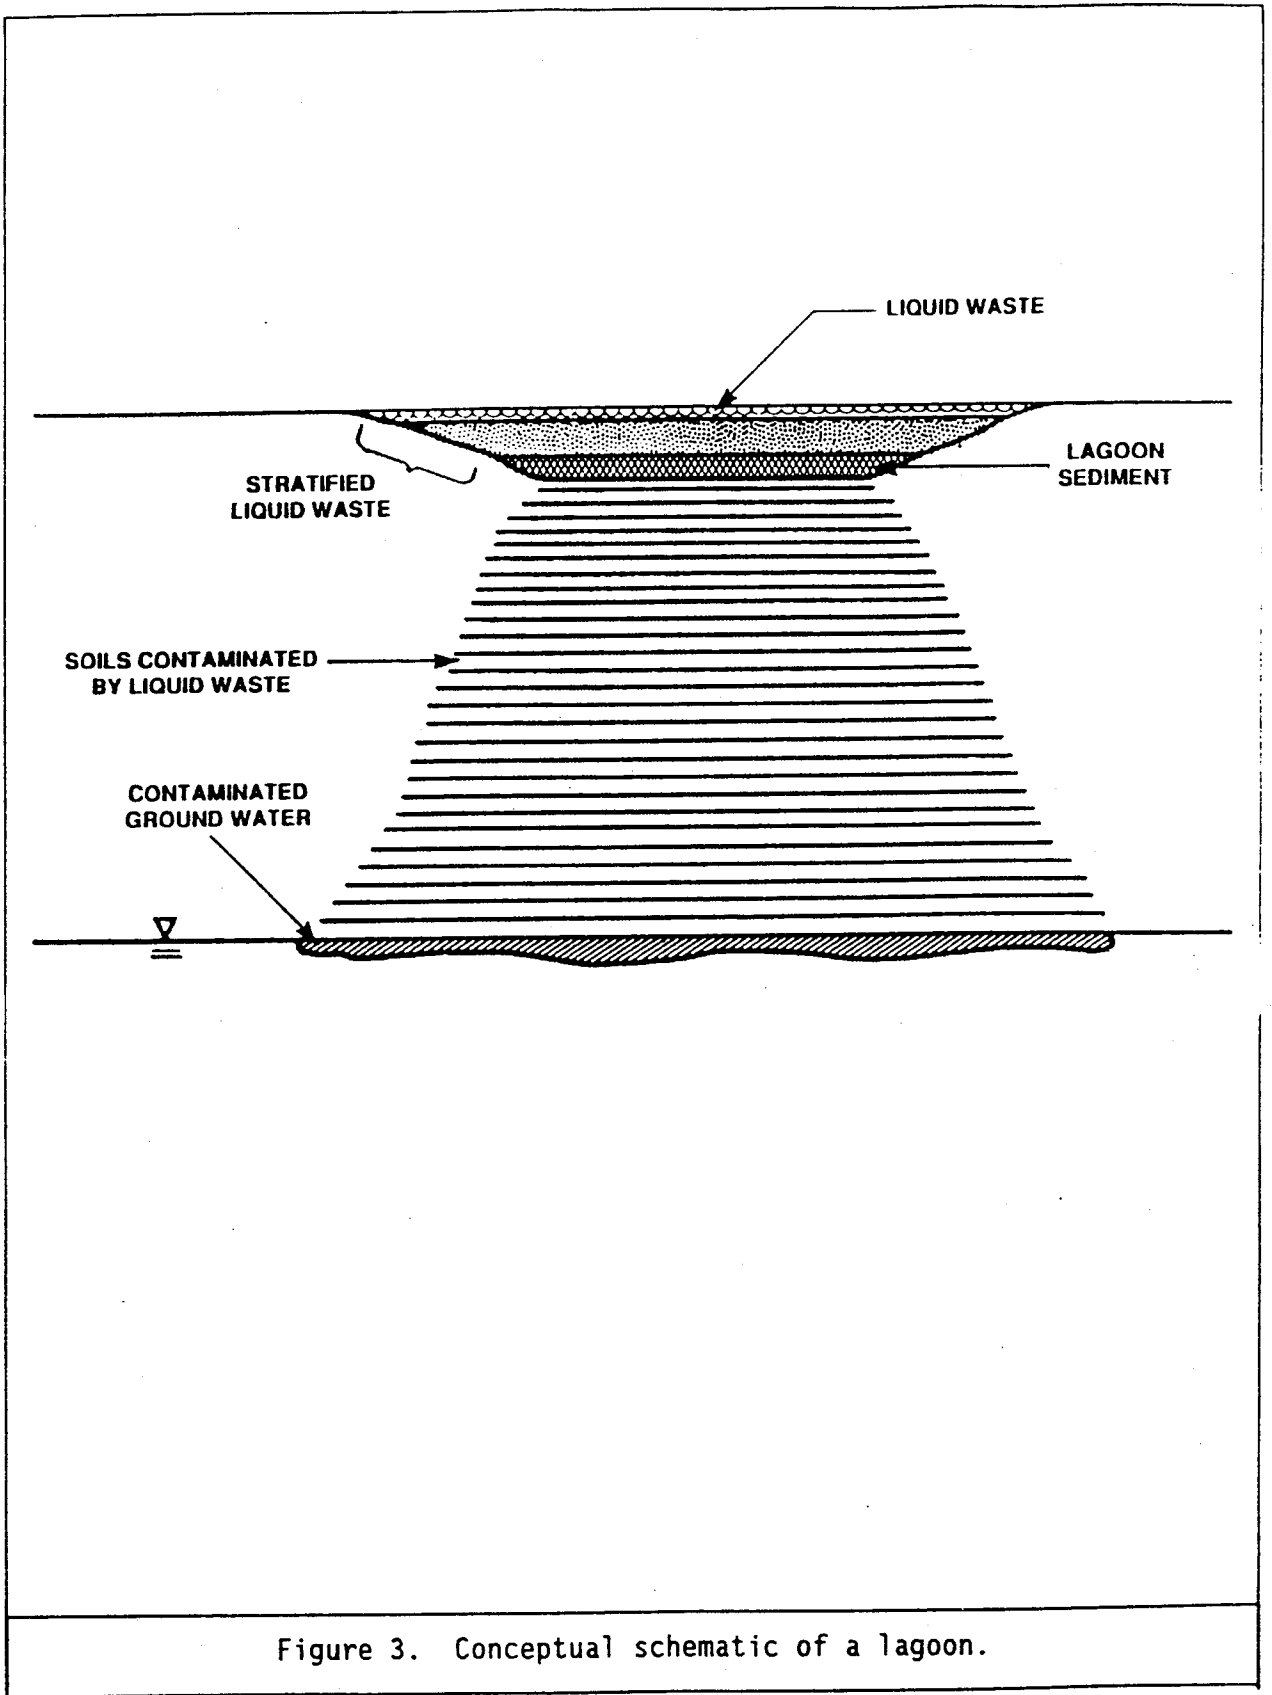 LIQUID WASTE
LAGOON
SEDIMENT
STRATIFIED
LIQUID WASTE
SOILS CONTAMINATED
BY LIQUID WASTE
CONTAMINATED
GROUND WATER
Figure 3. Conceptual schematic of a lagoon.